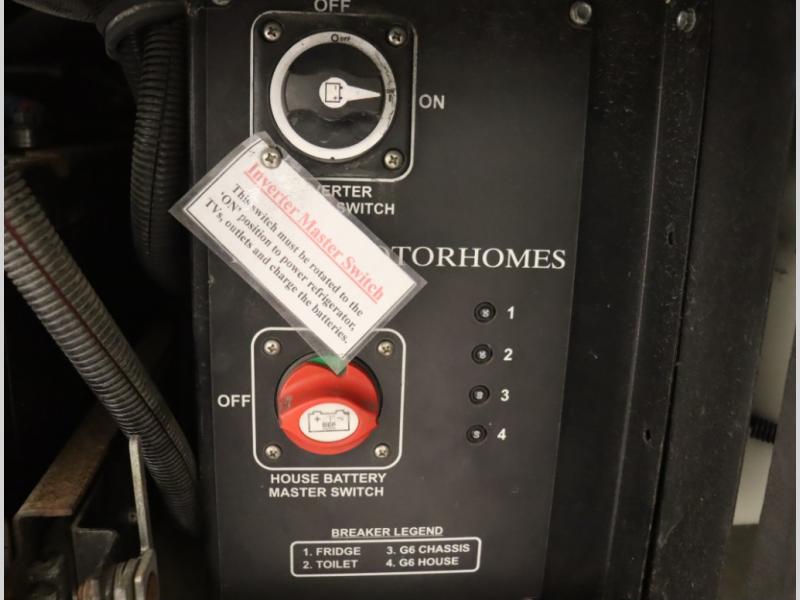 OFF
OFF
ON
SWITCH
Inverter Master Switch
This switch must be rotated to the
'ON' position to power refrigerator,
TVs, outlets and charge the batteries.
1
2
3
4
OFF
+ -
BEP
HOUSE BATTERY
MASTER SWITCH
BREAKER LEGEND
1. FRIDGE 3. G6 CHASSIS
2. TOILET 4. G6 HOUSE